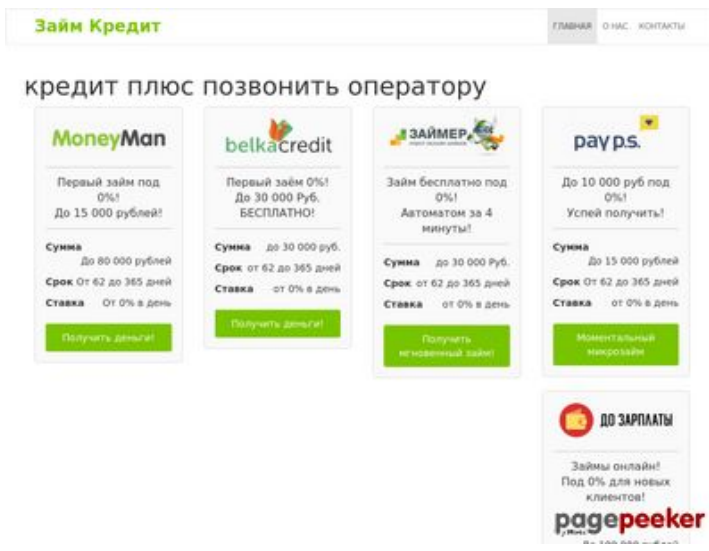 Займ Кредит
ГЛАВНАЯ О НАС КОНТАКТЫ
кредит плюс позвонить оператору
MoneyMan
Первый займ под
0%!
До 15 000 рублей!
Сумма
До 80 000 рублей
Срок От 62 до 365 дней
Ставка От 0% в день
Получить деньги!
belkacredit
Первый заём 0%!
До 30 000 Руб.
БЕСПЛАТНО!
Сумма до 30 000 руб.
Срок от 62 до 365 дней
Ставка от 0% в день
Получить деньги!
ЗАЙМЕР
Займ бесплатно под
0%!
Автоматом за 4
минуты!
Сумма до 30 000 Руб.
Срок от 62 до 365 дней
Ставка от 0% в день
Получить
мгновенный займ!
pay p.s.
До 10 000 руб под
0%!
Успей получить!
Сумма
До 15 000 рублей
Срок От 62 до 365 дней
Ставка от 0% в день
Моментальный
микрозайм
ДО ЗАРПЛАТЫ
Займы онлайн!
Под 0% для новых
клиентов!
pagepeeker
До 100 000 рублей